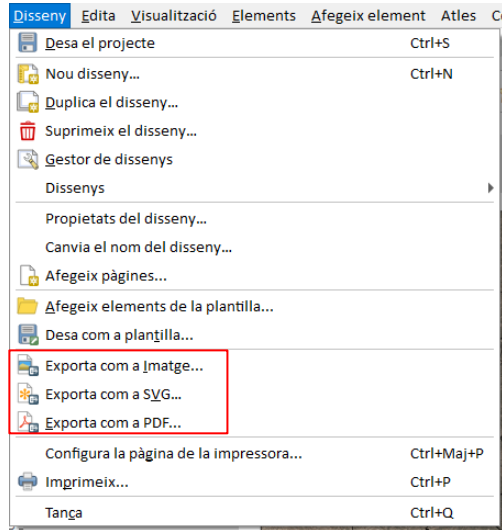 Disseny Edita Visualització Elements Afegeix element Atles
Desa el projecte Ctrl+S
Nou disseny... Ctrl+N
Duplica el disseny...
Suprimeix el disseny...
Gestor de dissenys
Dissenys
Propietats del disseny...
Canvia el nom del disseny...
Afegeix pàgines...
Afegeix elements de la plantilla...
Desa com a plantilla...
Exporta com a Imatge...
Exporta com a SVG...
Exporta com a PDF...
Configura la pàgina de la impressora... Ctrl+Maj+P
Imprimeix... Ctrl+P
Tanca Ctrl+Q